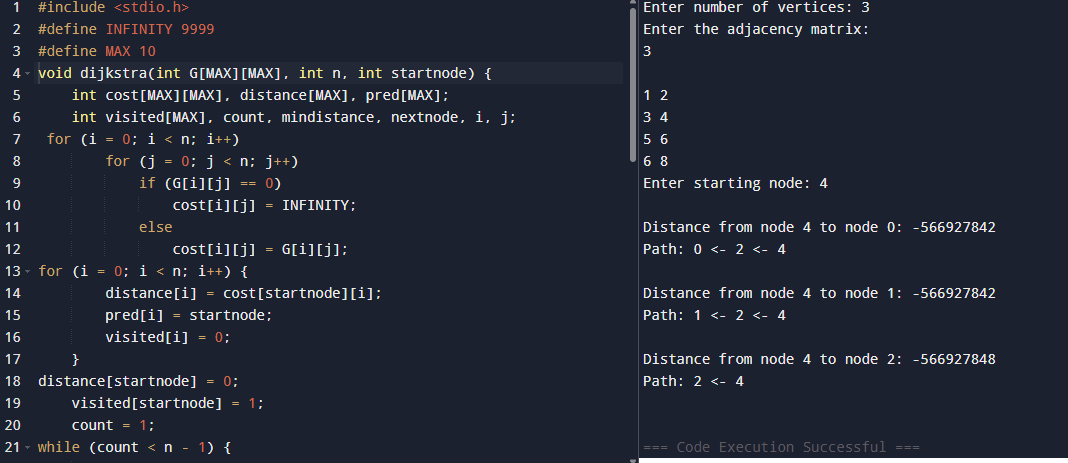 1 #include <stdio.h>
2 #define INFINITY 9999
3 #define MAX 10
4 void dijkstra(int G[MAX][MAX], int n, int startnode) {
5 int cost[MAX][MAX], distance[MAX], pred[MAX];
6 int visited[MAX], count, mindistance, nextnode, i, j;
7 for (i = 0; i < n; i++)
8 for (j = 0; j < n; j++)
9 if (G[i][j] == 0)
10 cost[i][j] = INFINITY;
11 else
12 cost[i][j] = G[i][j];
13 for (i = 0; i < n; i++) {
14 distance[i] = cost[startnode][i];
15 pred[i] = startnode;
16 visited[i] = 0;
17 }
18 distance[startnode] = 0;
19 visited[startnode] = 1;
20 count = 1;
21 while (count < n - 1) {
Enter number of vertices: 3
Enter the adjacency matrix:
3
1 2
3 4
5 6
6 8
Enter starting node: 4
Distance from node 4 to node 0: -566927842
Path: 0 <- 2 <- 4
Distance from node 4 to node 1: -566927842
Path: 1 <- 2 <- 4
Distance from node 4 to node 2: -566927848
Path: 2 <- 4
=== Code Execution Successful ===